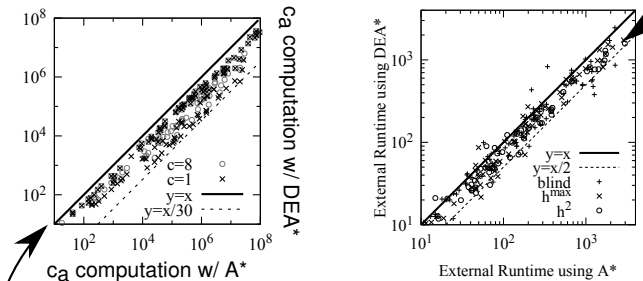 10^8
10^6
10^4
10^2
10^2
10^4
10^6
10^8
c=8
c=1
y=x
y=x/30
c_a computation w/ A*
c_a computation w/ DEA*
External Runtime using DEA*
10^3
10^2
10^1
10^1
10^2
10^3
y=x
y=x/2
blind
h^max
h^2
External Runtime using A*